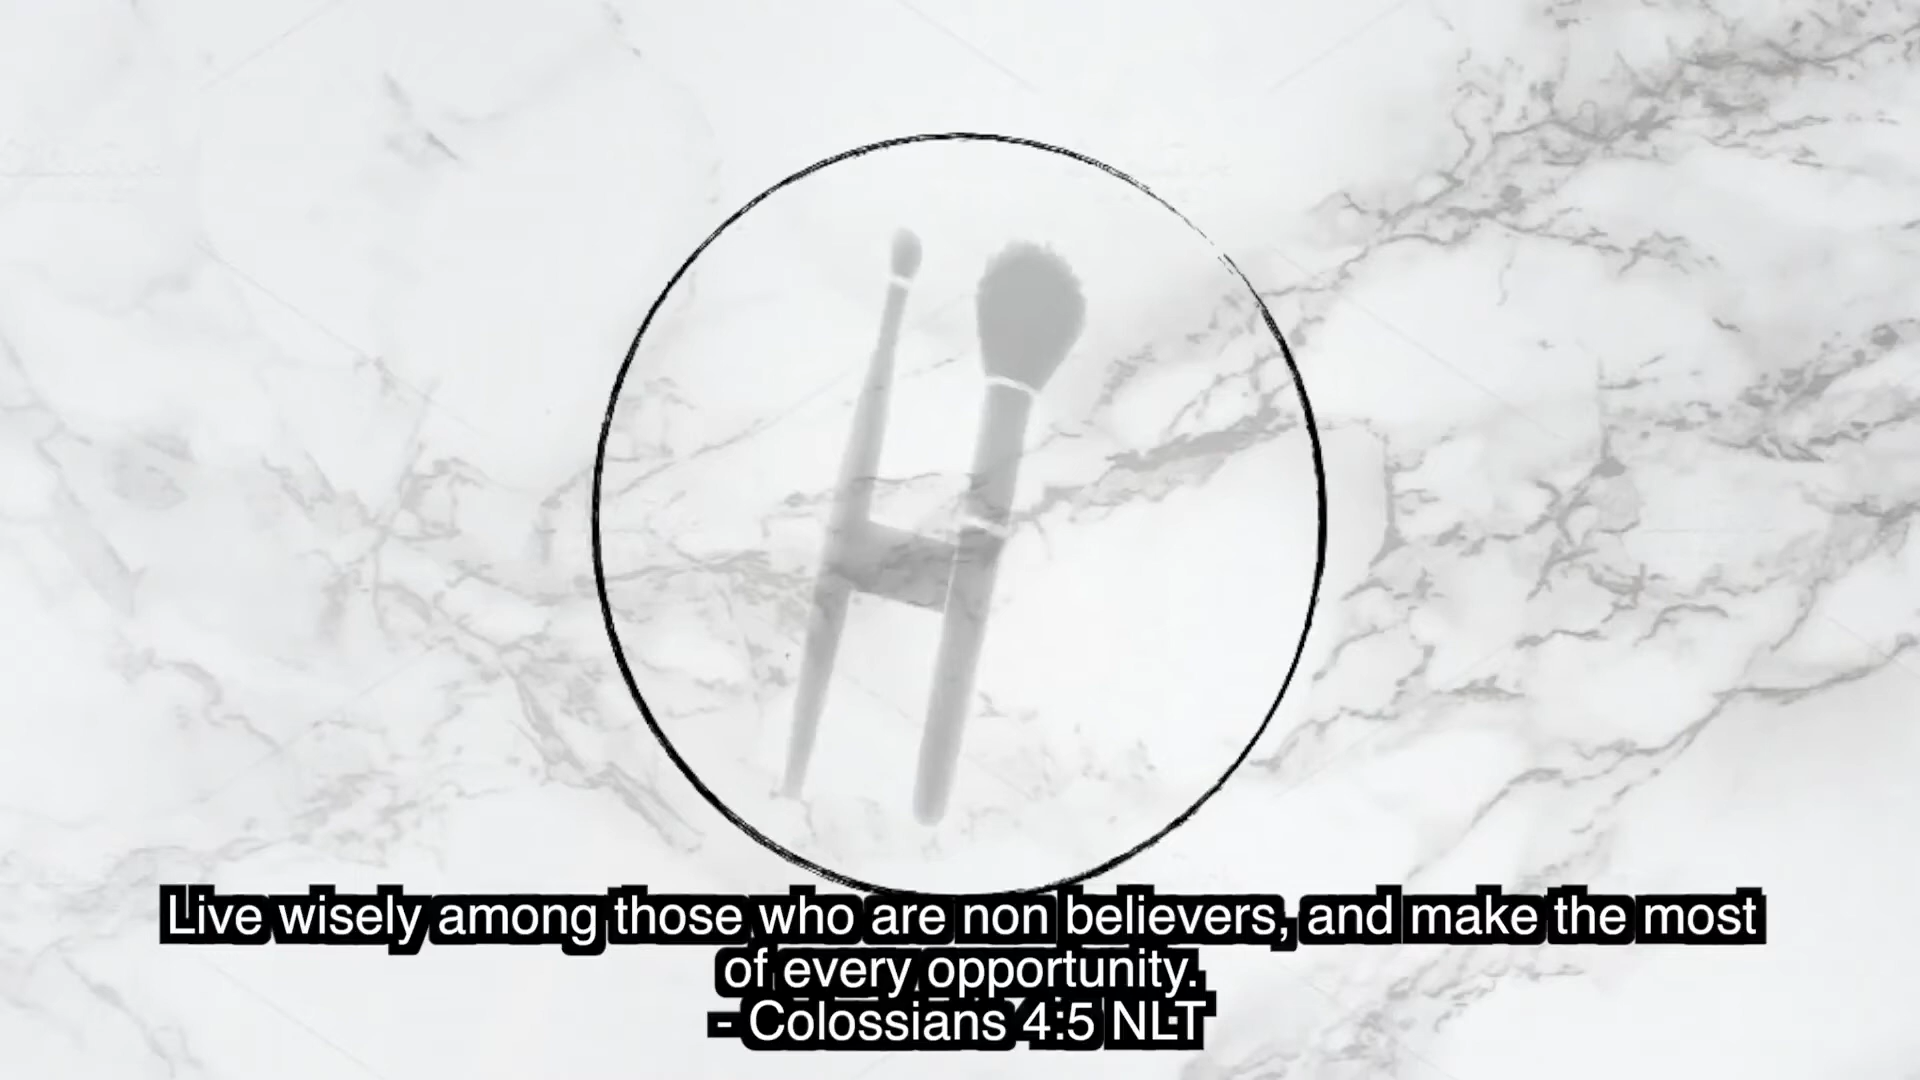 Live wisely among those who are non believers, and make the most
of every opportunity.
- Colossians 4:5 NLT